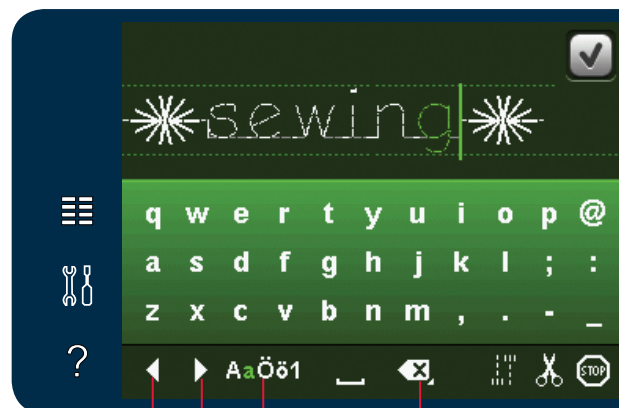 sewing
q w e r t y u i o p @
a s d f g h j k l ; :
z x c v b n m , . - _
?
AaÖö1
STOP